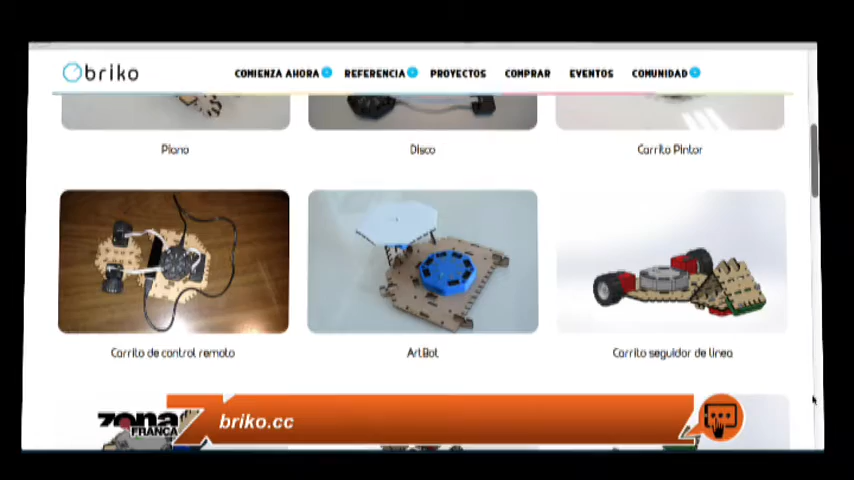 briko
COMIENZA AHORA REFERENCIA PROYECTOS COMPRAR EVENTOS COMUNIDAD
Piano Disco Carrito Pintor
Carrito de control remoto ArtBot Carrito seguidor de linea
zona
FRANCA
briko.cc